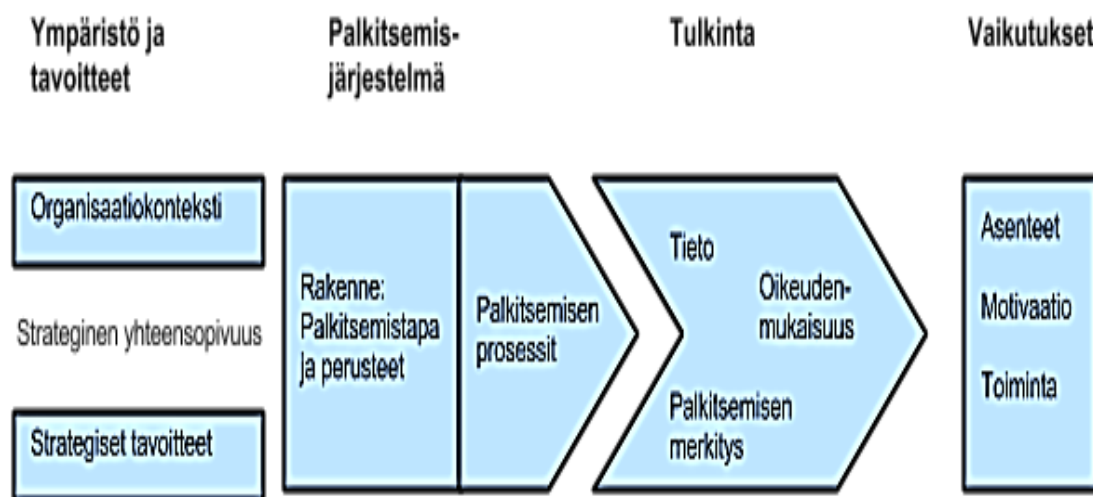 Ympäristö ja
tavoitteet
Palkitsemis-
järjestelmä
Tulkinta
Vaikutukset
Organisaatiokonteksti
Strateginen yhteensopivuus
Strategiset tavoitteet
Rakenne:
Palkitsemistapa
ja perusteet
Palkitsemisen
prosessit
Tieto
Oikeuden-
mukaisuus
Palkitsemisen
merkitys
Asenteet
Motivaatio
Toiminta